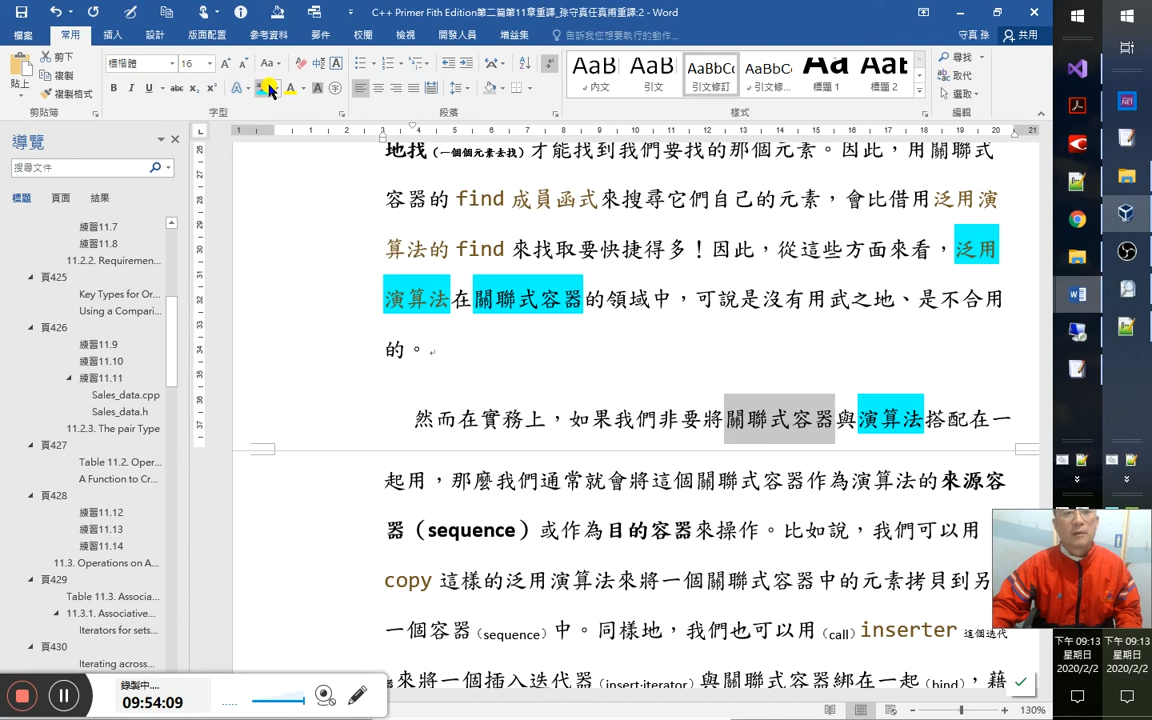 C++ Primer Fith Edition第二篇第11章重譯_孫守真任真甫重譯:2 - Word
檔案 常用 插入 設計 版面配置 參考資料 郵件 校閱 檢視 開發人員 增益集 告訴我您想要執行的動作... 守真 孫 共用
貼上 剪下 複製 複製格式
標楷體 16
剪貼簿 字型 段落 樣式 編輯
AaB 內文 AaB 引文 AaBbCc 引文修訂 AaBbCc 引文修... Aa 標題 1 AaB 標題 2
尋找 取代 選取
導覽
搜尋文件
標題 頁面 結果
練習11.7
練習11.8
11.2.2. Requiremen...
頁425
Key Types for Or...
Using a Compari...
頁426
練習11.9
練習11.10
練習11.11
Sales_data.cpp
Sales_data.h
11.2.3. The pair Type
頁427
Table 11.2. Oper...
A Function to Cr...
頁428
練習11.12
練習11.13
練習11.14
11.3. Operations on A...
頁429
Table 11.3. Associa...
11.3.1. Associative...
Iterators for sets...
頁430
Iterating across...
地找（一個個元素去找）才能找到我們要找的那個元素。因此，用關聯式
容器的 find 成員函式來搜尋它們自己的元素，會比借用泛用演
算法的 find 來找取要快捷得多！因此，從這些方面來看，泛用
演算法在關聯式容器的領域中，可說是沒有用武之地、是不合用
的。
然而在實務上，如果我們非要將關聯式容器與演算法搭配在一
起用，那麼我們通常就會將這個關聯式容器作為演算法的來源容
器（sequence）或作為目的容器來操作。比如說，我們可以用
copy 這樣的泛用演算法來將一個關聯式容器中的元素拷貝到另
一個容器（sequence）中。同樣地，我們也可以用（call）inserter 這個迭代
來將一個插入迭代器（insert·iterator）與關聯式容器綁在一起（bind），藉
錄製中....
09:54:09
130%
下午 09:13
星期日
2020/2/2
下午 09:13
星期日
2020/2/2